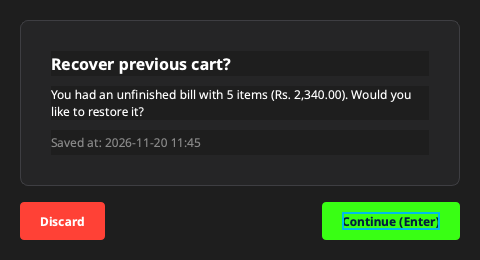 Recover previous cart?
You had an unfinished bill with 5 items (Rs. 2,340.00). Would you
like to restore it?
Saved at: 2026-11-20 11:45
Discard
Continue (Enter)